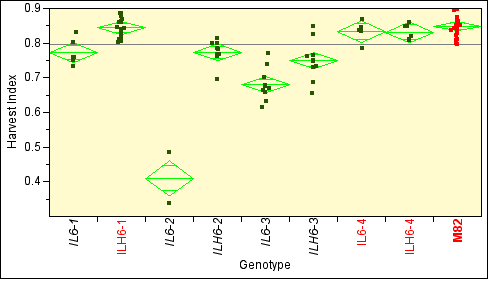 0.9
0.8
0.7
0.6
0.5
0.4
Harvest Index
IL6-1
ILH6-1
IL6-2
ILH6-2
IL6-3
ILH6-3
IL6-4
ILH6-4
M82
Genotype